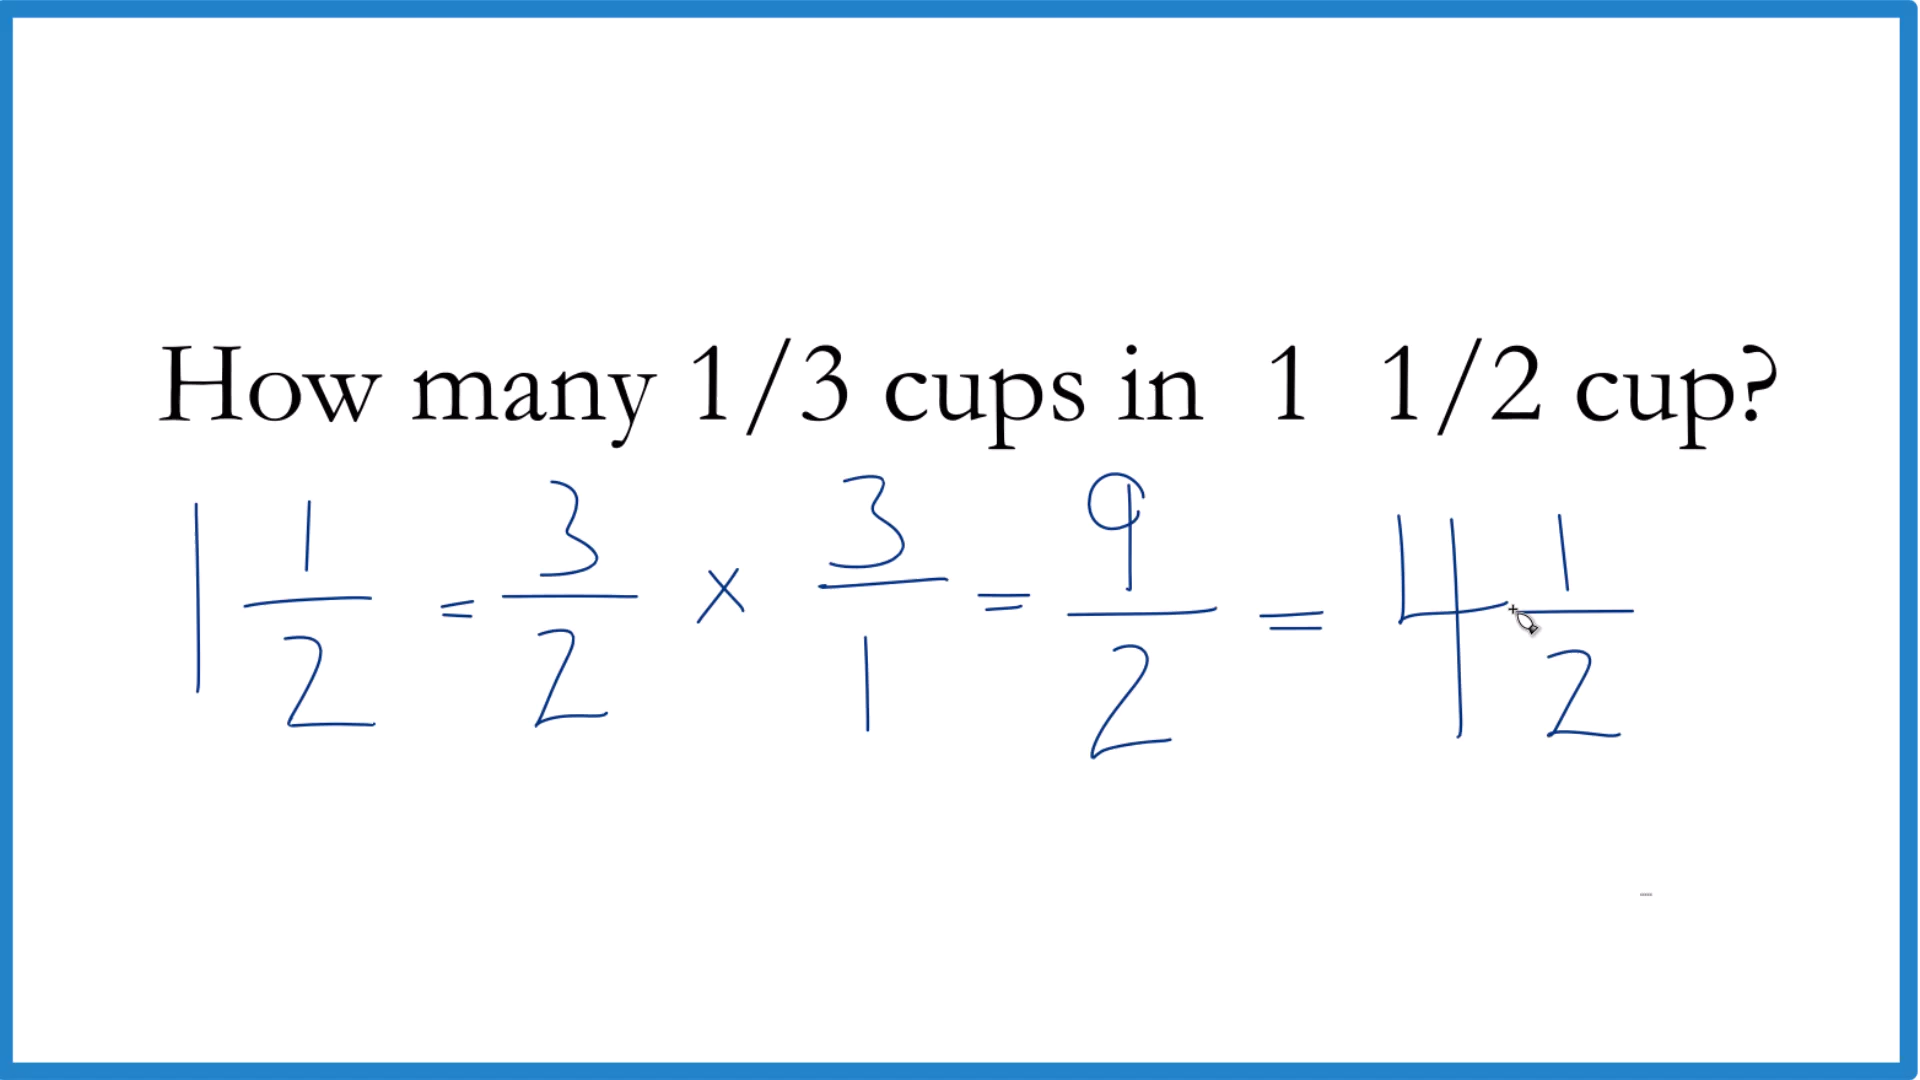 How many 1/3 cups in 1 1/2 cup?
1 1/2 = 3/2 × 3/1 = 9/2 = 4 1/2